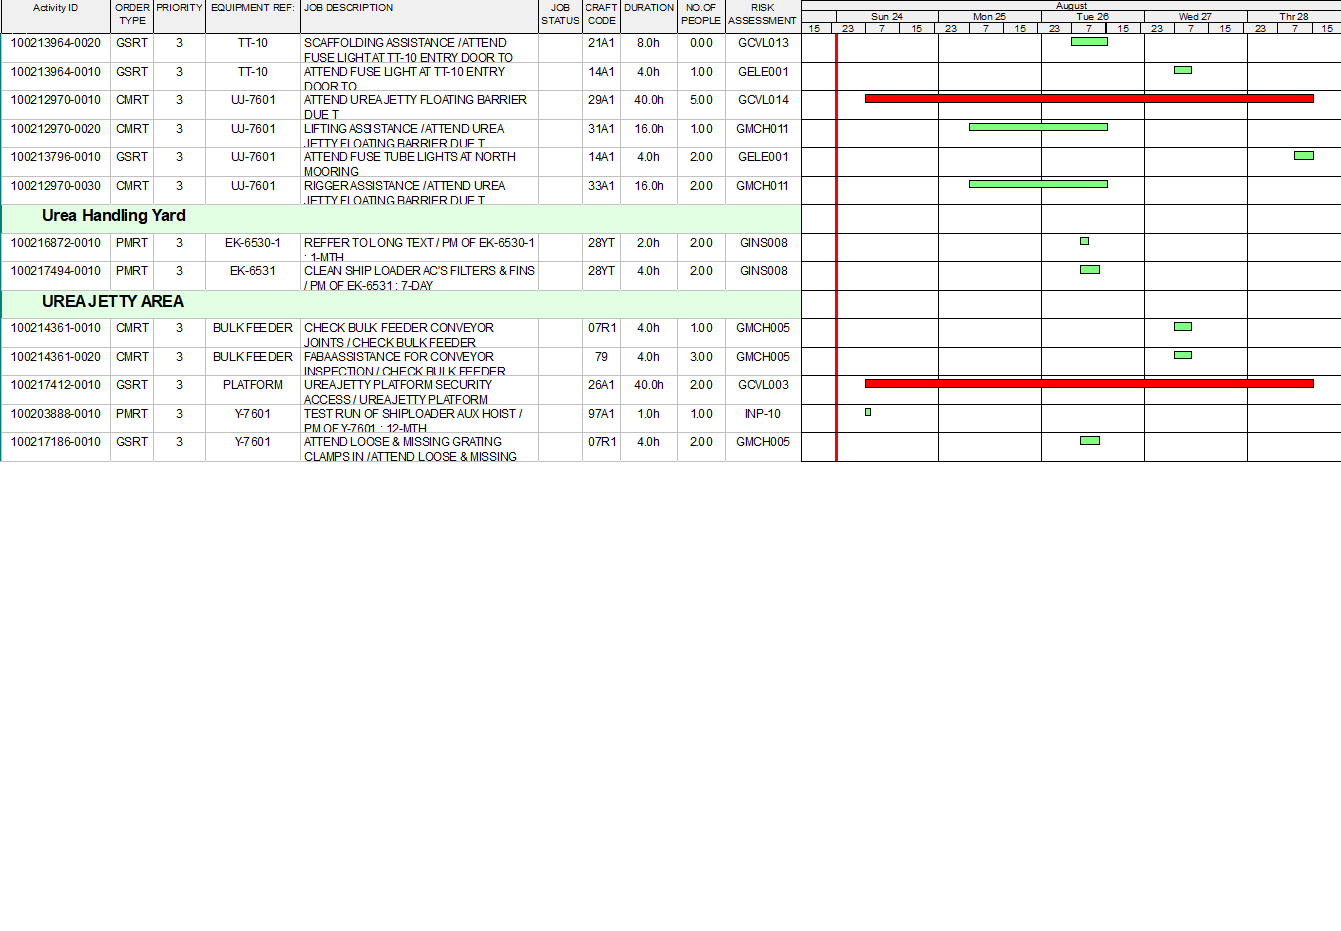 Activity ID ORDER TYPE PRIORITY EQUIPMENT REF: JOB DESCRIPTION JOB STATUS CRAFT CODE DURATION NO.OF PEOPLE RISK ASSESSMENT
August
Sun 24 Mon 25 Tue 26 Wed 27 Thr 28
15 23 7 15 23 7 15 23 7 15 23 7 15 23 7 15
100213964-0020 GSRT 3 TT-10 SCAFFOLDING ASSISTANCE / ATTEND 21A1 8.0h 0.00 GCVL013
FUSE LIGHT AT TT-10 ENTRY DOOR TO
100213964-0010 GSRT 3 TT-10 ATTEND FUSE LIGHT AT TT-10 ENTRY 14A1 4.0h 1.00 GELE001
DOOR TO
100212970-0010 CMRT 3 UJ-7601 ATTEND UREA JETTY FLOATING BARRIER 29A1 40.0h 5.00 GCVL014
DUE T
100212970-0020 CMRT 3 UJ-7601 LIFTING ASSISTANCE / ATTEND UREA 31A1 16.0h 1.00 GMCH011
JETTY FLOATING BARRIER DUE T
100213796-0010 GSRT 3 UJ-7601 ATTEND FUSE TUBE LIGHTS AT NORTH 14A1 4.0h 2.00 GELE001
MOORING
100212970-0030 CMRT 3 UJ-7601 RIGGER ASSISTANCE / ATTEND UREA 33A1 16.0h 2.00 GMCH011
JETTY FLOATING BARRIER DUE T
Urea Handling Yard
100216872-0010 PMRT 3 EK-6530-1 REFFER TO LONG TEXT / PM OF EK-6530-1 28YT 2.0h 2.00 GINS008
: 1-MTH
100217494-0010 PMRT 3 EK-6531 CLEAN SHIP LOADER AC'S FILTERS & FINS 28YT 4.0h 2.00 GINS008
/ PM OF EK-6531 : 7-DAY
UREA JETTY AREA
100214361-0010 CMRT 3 BULK FEEDER CHECK BULK FEEDER CONVEYOR 07R1 4.0h 1.00 GMCH005
JOINTS / CHECK BULK FEEDER
100214361-0020 CMRT 3 BULK FEEDER FABA ASSISTANCE FOR CONVEYOR 79 4.0h 3.00 GMCH005
INSPECTION / CHECK BULK FEEDER
100217412-0010 GSRT 3 PLATFORM UREA JETTY PLATFORM SECURITY 26A1 40.0h 2.00 GCVL003
ACCESS / UREA JETTY PLATFORM
100203888-0010 PMRT 3 Y-7601 TEST RUN OF SHIPLOADER AUX HOIST / 97A1 1.0h 1.00 INP-10
PM OF Y-7601 : 12-MTH
100217186-0010 GSRT 3 Y-7601 ATTEND LOOSE & MISSING GRATING 07R1 4.0h 2.00 GMCH005
CLAMPS IN / ATTEND LOOSE & MISSING